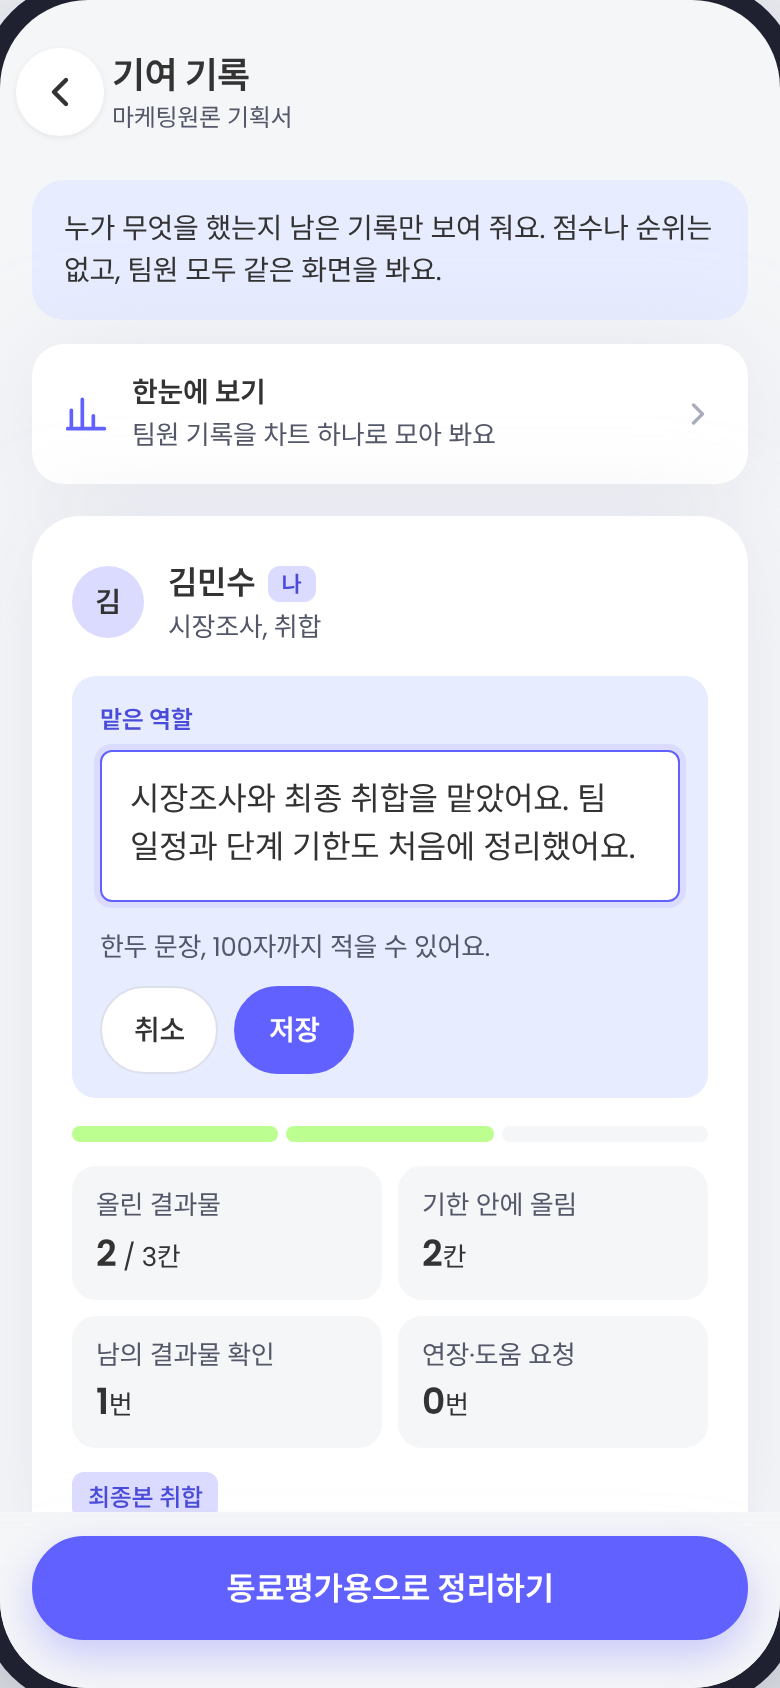 기여 기록
마케팅원론 기획서
누가 무엇을 했는지 남은 기록만 보여 줘요. 점수나 순위는
없고, 팀원 모두 같은 화면을 봐요.
한눈에 보기
팀원 기록을 차트 하나로 모아 봐요
김
김민수 나
시장조사, 취합
맡은 역할
시장조사와 최종 취합을 맡았어요. 팀
일정과 단계 기한도 처음에 정리했어요.
한두 문장, 100자까지 적을 수 있어요.
취소 저장
올린 결과물
2 / 3칸
기한 안에 올림
2칸
남의 결과물 확인
1번
연장·도움 요청
0번
최종본 취합
동료평가용으로 정리하기